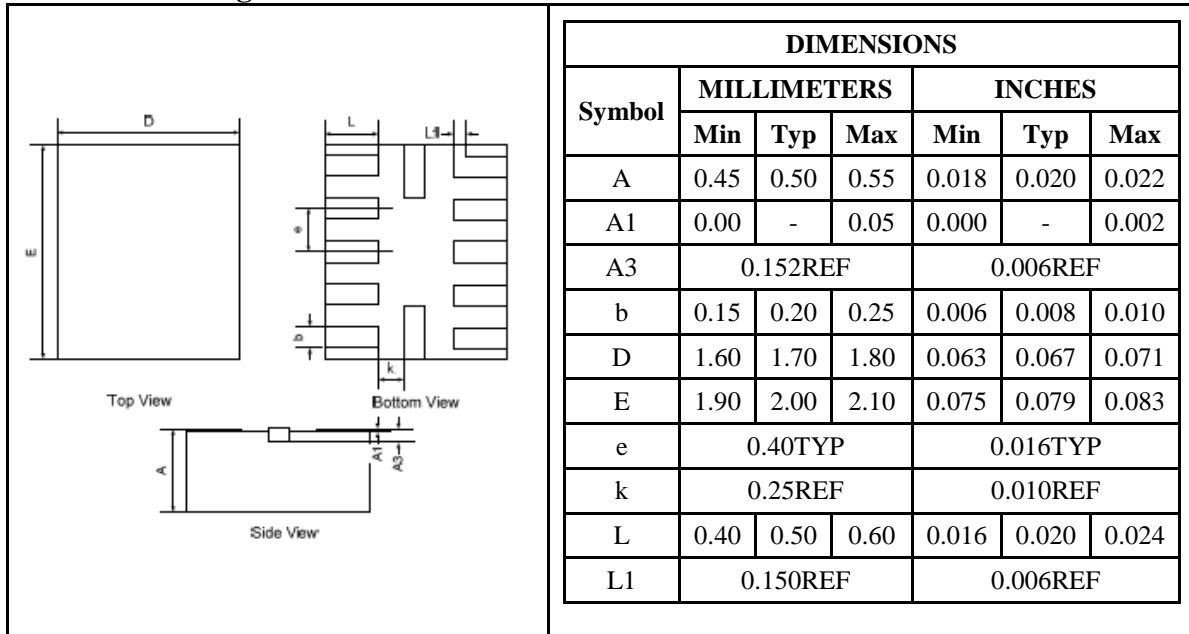 D
L
L1
e
E
b
k
Top View
Bottom View
A
A1
A3
Side View
DIMENSIONS
Symbol MILLIMETERS INCHES
Min Typ Max Min Typ Max
A 0.45 0.50 0.55 0.018 0.020 0.022
A1 0.00 - 0.05 0.000 - 0.002
A3 0.152REF 0.006REF
b 0.15 0.20 0.25 0.006 0.008 0.010
D 1.60 1.70 1.80 0.063 0.067 0.071
E 1.90 2.00 2.10 0.075 0.079 0.083
e 0.40TYP 0.016TYP
k 0.25REF 0.010REF
L 0.40 0.50 0.60 0.016 0.020 0.024
L1 0.150REF 0.006REF